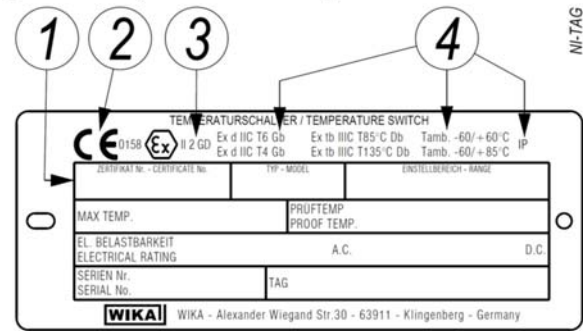 1 2 3 4
NI-TAG
TEMPERATURSCHALTER / TEMPERATURE SWITCH
CE 0158 Ex II 2 GD Ex d IIC T6 Gb Ex tb IIIC T85°C Db Tamb. -60/+60°C IP
Ex d IIC T4 Gb Ex tb IIIC T135°C Db Tamb. -60/+85°C
ZERTIFIKAT Nr. - CERTIFICATE No. TYP - MODEL EINSTELLBEREICH - RANGE
MAX TEMP. PRÜFTEMP
PROOF TEMP.
EL. BELASTBARKEIT
ELECTRICAL RATING A.C. D.C.
SERIEN Nr.
SERIAL No. TAG
WIKA WIKA - Alexander Wiegand Str.30 - 63911 - Klingenberg - Germany